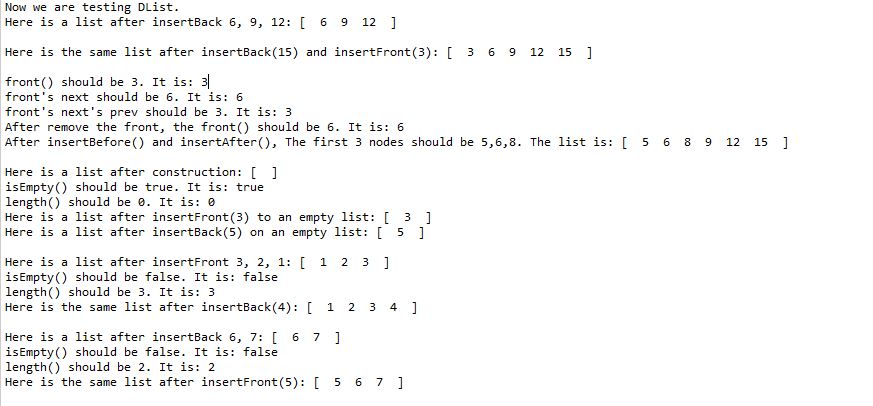 Now we are testing DList.
Here is a list after insertBack 6, 9, 12: [  6  9  12  ]
Here is the same list after insertBack(15) and insertFront(3): [  3  6  9  12  15  ]
front() should be 3. It is: 3
front's next should be 6. It is: 6
front's next's prev should be 3. It is: 3
After remove the front, the front() should be 6. It is: 6
After insertBefore() and insertAfter(), The first 3 nodes should be 5,6,8. The list is: [  5  6  8  9  12  15  ]
Here is a list after construction: [  ]
isEmpty() should be true. It is: true
length() should be 0. It is: 0
Here is a list after insertFront(3) to an empty list: [  3  ]
Here is a list after insertBack(5) on an empty list: [  5  ]
Here is a list after insertFront 3, 2, 1: [  1  2  3  ]
isEmpty() should be false. It is: false
length() should be 3. It is: 3
Here is the same list after insertBack(4): [  1  2  3  4  ]
Here is a list after insertBack 6, 7: [  6  7  ]
isEmpty() should be false. It is: false
length() should be 2. It is: 2
Here is the same list after insertFront(5): [  5  6  7  ]